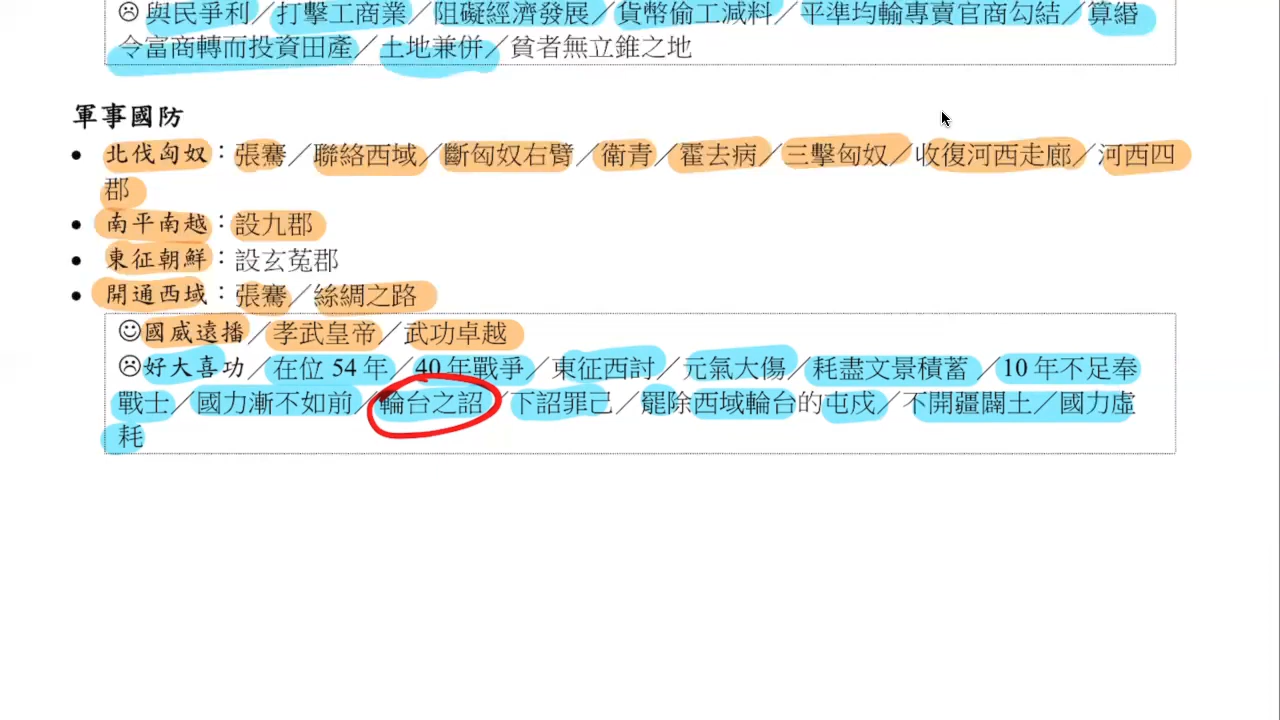 ☹與民爭利／打擊工商業／阻礙經濟發展／貨幣偷工減料／平準均輸專賣官商勾結／算緡
令富商轉而投資田產／土地兼併／貧者無立錐之地
軍事國防
• 北伐匈奴：張騫／聯絡西域／斷匈奴右臂／衛青／霍去病／三擊匈奴／收復河西走廊／河西四
郡
• 南平南越：設九郡
• 東征朝鮮：設玄菟郡
• 開通西域：張騫／絲綢之路
☺國威遠播／孝武皇帝／武功卓越
☹好大喜功／在位 54 年／40 年戰爭／東征西討／元氣大傷／耗盡文景積蓄／10 年不足奉
戰士／國力漸不如前／輪台之詔／下詔罪己／罷除西域輪台的屯戍／不開疆闢土／國力虛
耗